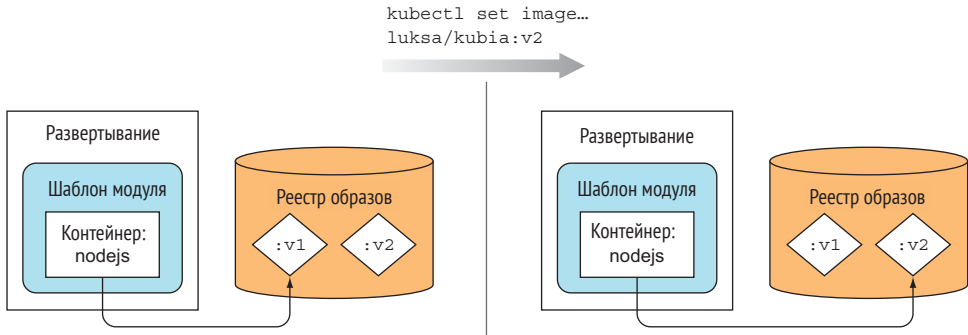 kubectl set image…
luksa/kubia:v2
Развертывание
Шаблон модуля
Контейнер:
nodejs
Реестр образов
:v1
:v2
Развертывание
Шаблон модуля
Контейнер:
nodejs
Реестр образов
:v1
:v2